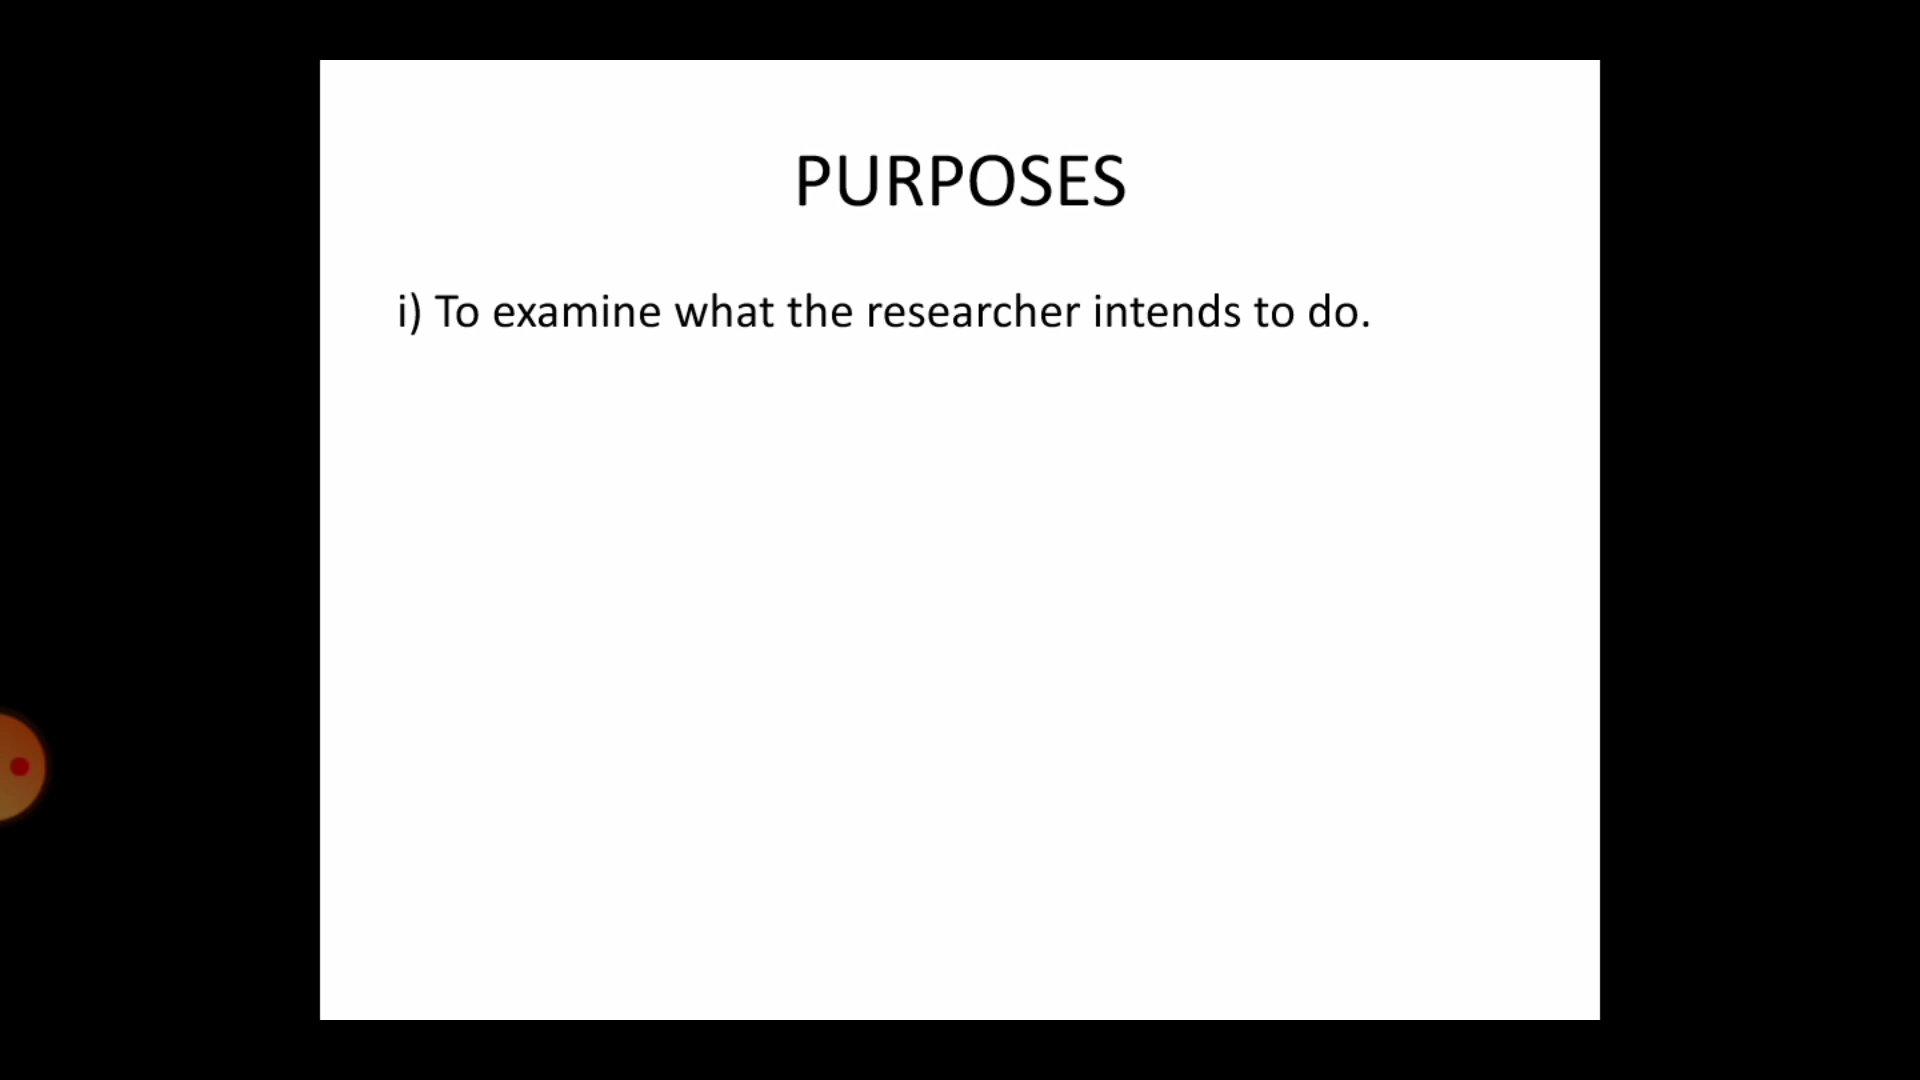 PURPOSES
i) To examine what the researcher intends to do.